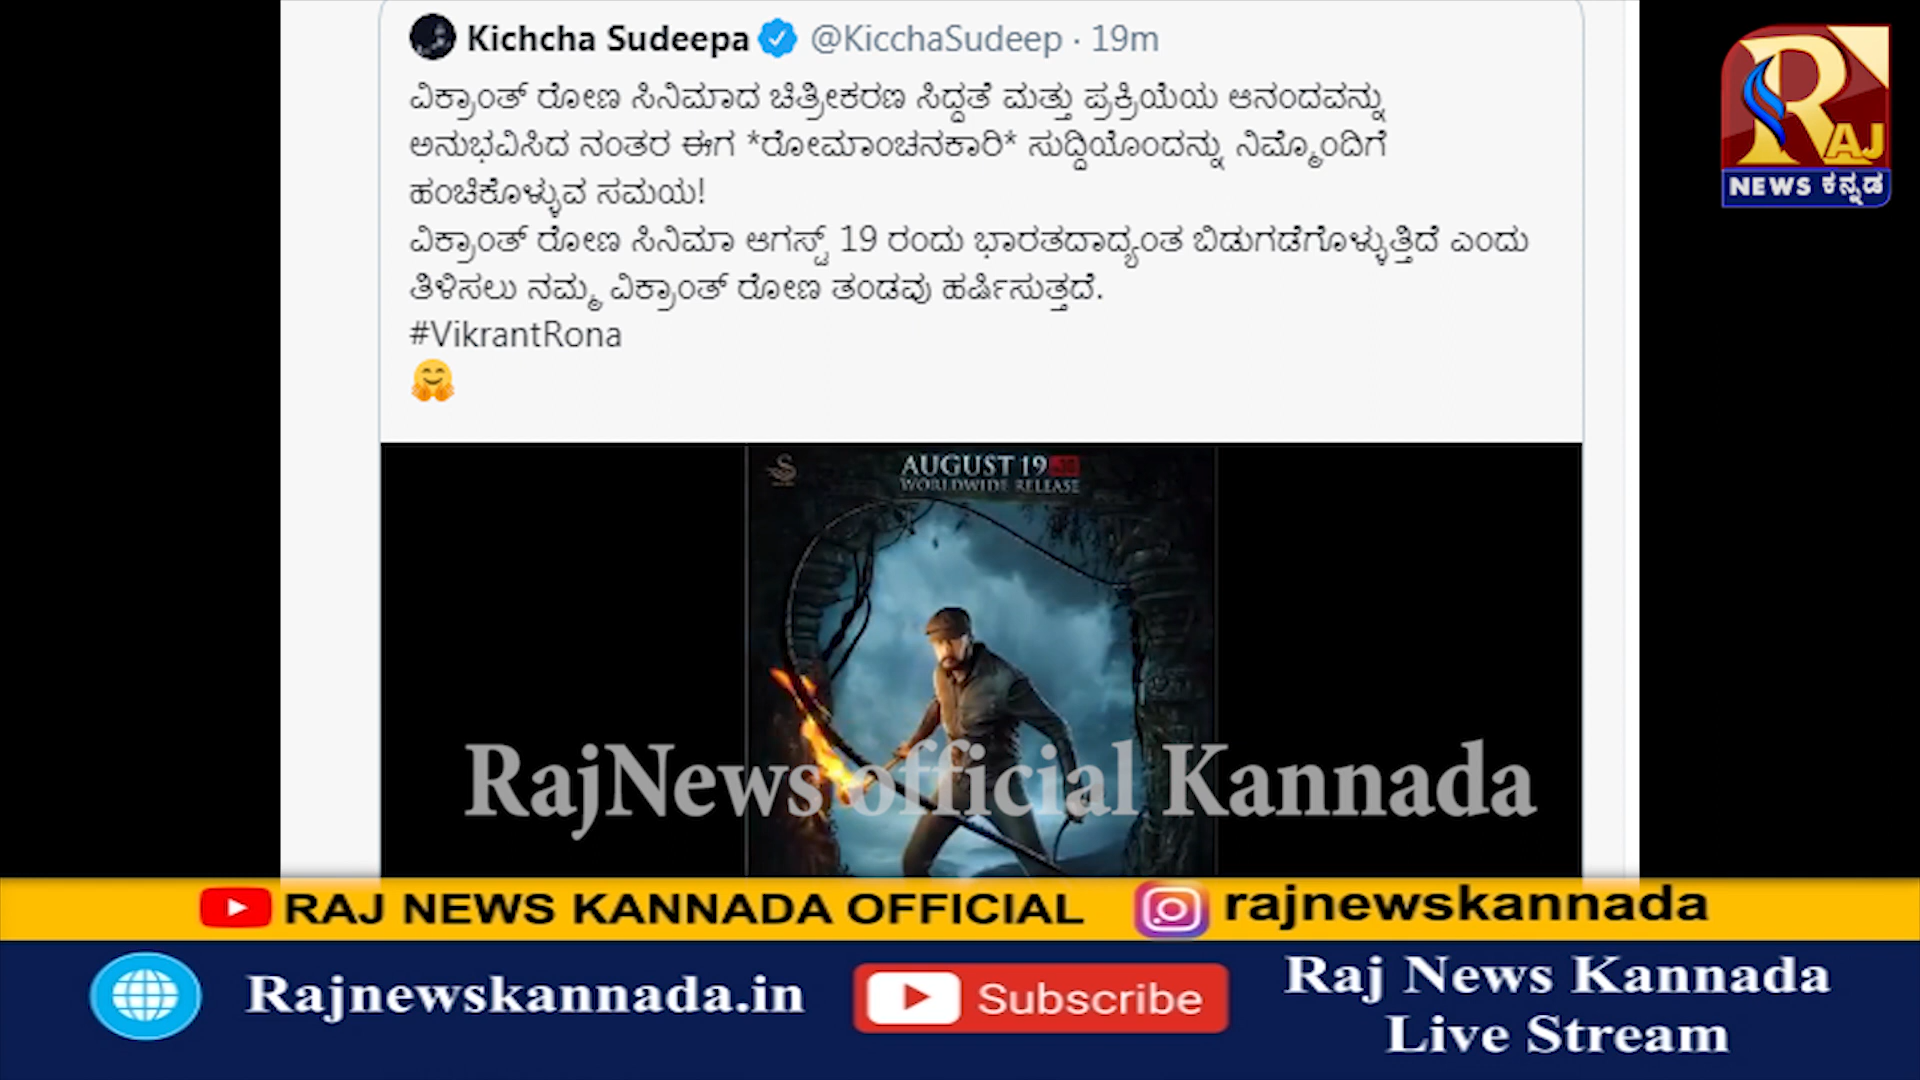 Kichcha Sudeepa @KicchaSudeep · 19m
ವಿಕ್ರಾಂತ್ ರೋಣ ಸಿನಿಮಾದ ಚಿತ್ರೀಕರಣ ಸಿದ್ಧತೆ ಮತ್ತು ಪ್ರಕ್ರಿಯೆಯ ಆನಂದವನ್ನು
ಅನುಭವಿಸಿದ ನಂತರ ಈಗ *ರೋಮಾಂಚನಕಾರಿ* ಸುದ್ದಿಯೊಂದನ್ನು ನಿಮ್ಮೊಂದಿಗೆ
ಹಂಚಿಕೊಳ್ಳುವ ಸಮಯ!
ವಿಕ್ರಾಂತ್ ರೋಣ ಸಿನಿಮಾ ಆಗಸ್ಟ್ 19 ರಂದು ಭಾರತದಾದ್ಯಂತ ಬಿಡುಗಡೆಗೊಳ್ಳುತ್ತಿದೆ ಎಂದು
ತಿಳಿಸಲು ನಮ್ಮ ವಿಕ್ರಾಂತ್ ರೋಣ ತಂಡವು ಹರ್ಷಿಸುತ್ತದೆ.
#VikrantRona
🤗
RAJ
NEWS ಕನ್ನಡ
AUGUST 19
WORLDWIDE RELEASE
RajNews official Kannada
RAJ NEWS KANNADA OFFICIAL rajnewskannada
Rajnewskannada.in
Subscribe
Raj News Kannada
Live Stream